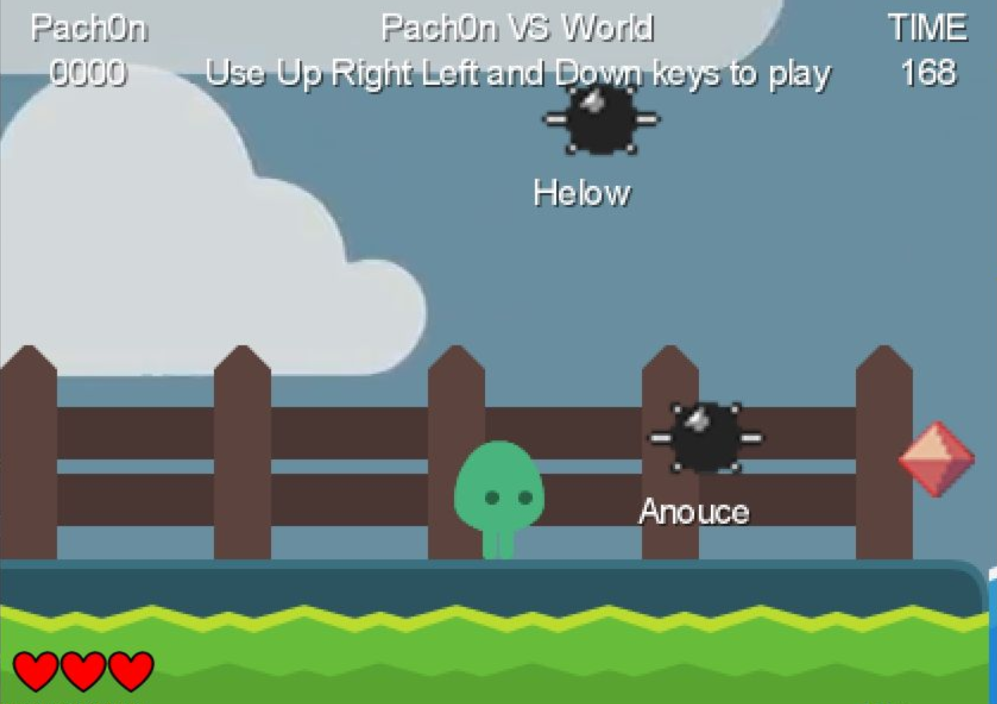 Pach0n Pach0n VS World TIME
0000 Use Up Right Left and Down keys to play 168
Helow
Anouce